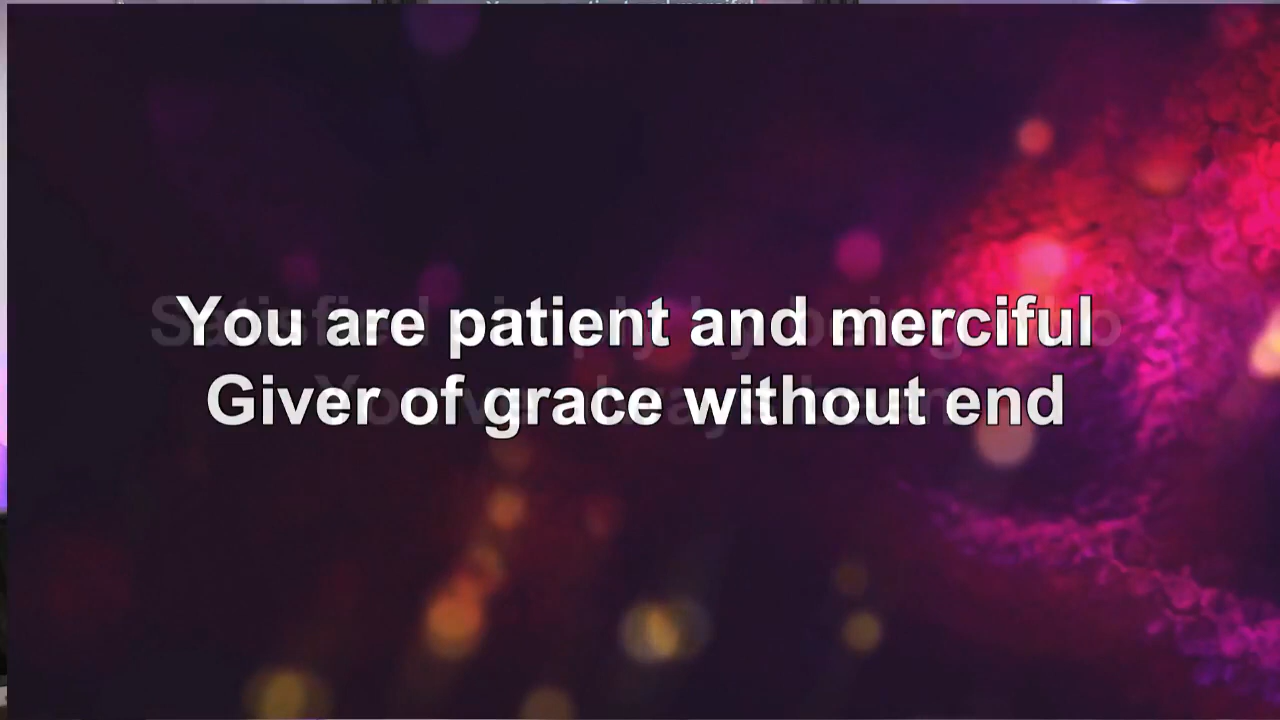 You are patient and merciful
Giver of grace without end